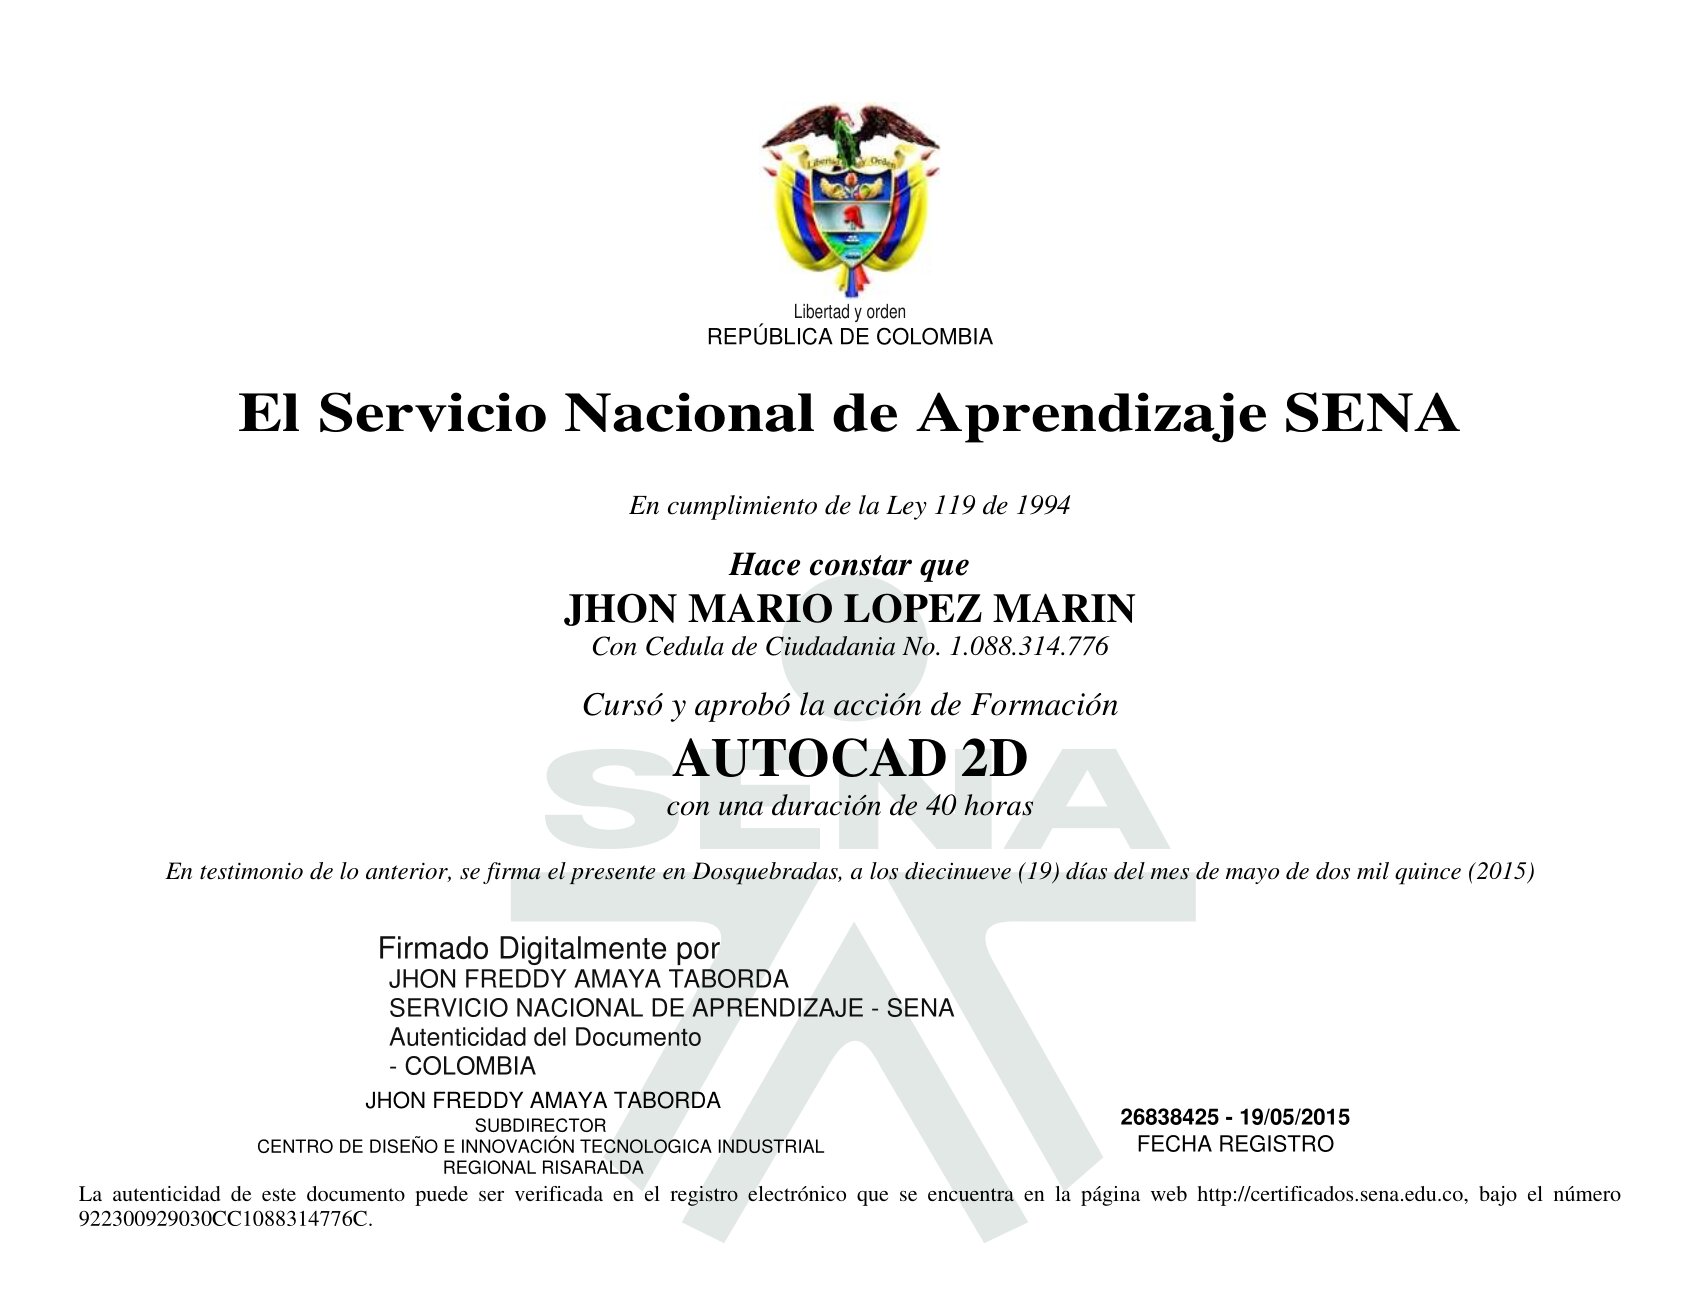 Libertad y Orden
Libertad y orden
REPÚBLICA DE COLOMBIA
El Servicio Nacional de Aprendizaje SENA
En cumplimiento de la Ley 119 de 1994
Hace constar que
JHON MARIO LOPEZ MARIN
Con Cedula de Ciudadania No. 1.088.314.776
Cursó y aprobó la acción de Formación
AUTOCAD 2D
SENA
con una duración de 40 horas
En testimonio de lo anterior, se firma el presente en Dosquebradas, a los diecinueve (19) días del mes de mayo de dos mil quince (2015)
Firmado Digitalmente por
JHON FREDDY AMAYA TABORDA
SERVICIO NACIONAL DE APRENDIZAJE - SENA
Autenticidad del Documento
- COLOMBIA
JHON FREDDY AMAYA TABORDA
SUBDIRECTOR
CENTRO DE DISEÑO E INNOVACIÓN TECNOLOGICA INDUSTRIAL
REGIONAL RISARALDA
26838425 - 19/05/2015
FECHA REGISTRO
La autenticidad de este documento puede ser verificada en el registro electrónico que se encuentra en la página web http://certificados.sena.edu.co, bajo el número
922300929030CC1088314776C.